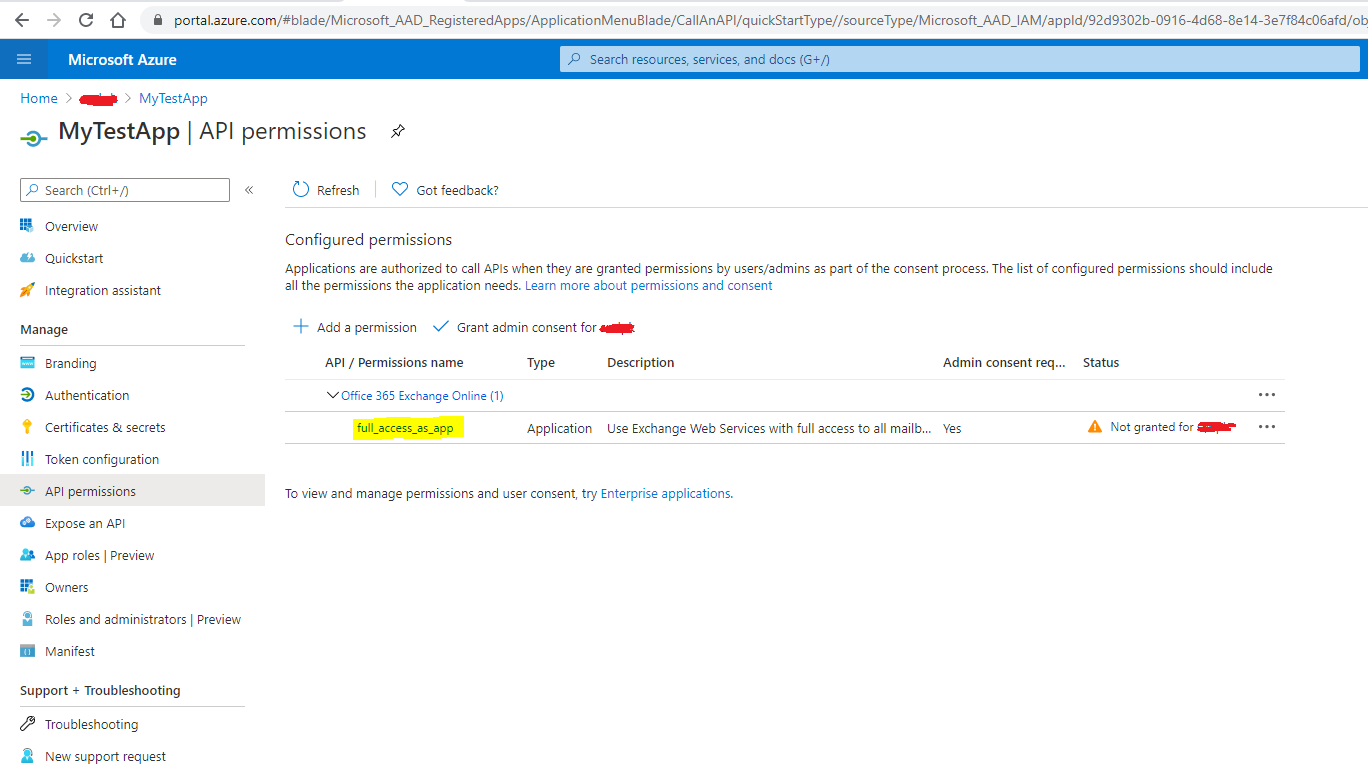 portal.azure.com/#blade/Microsoft_AAD_RegisteredApps/ApplicationMenuBlade/CallAnAPI/quickStartType//sourceType/Microsoft_AAD_IAM/appId/92d9302b-0916-4d68-8e14-3e7f84c06afd/ob
Microsoft Azure
Search resources, services, and docs (G+/)
Home > > MyTestApp
MyTestApp | API permissions
Search (Ctrl+/)
«
Refresh
Got feedback?
Overview
Quickstart
Integration assistant
Manage
Branding
Authentication
Certificates & secrets
Token configuration
API permissions
Expose an API
App roles | Preview
Owners
Roles and administrators | Preview
Manifest
Support + Troubleshooting
Troubleshooting
New support request
Configured permissions
Applications are authorized to call APIs when they are granted permissions by users/admins as part of the consent process. The list of configured permissions should include
all the permissions the application needs. Learn more about permissions and consent
Add a permission
Grant admin consent for
API / Permissions name Type Description Admin consent req... Status
Office 365 Exchange Online (1)
full_access_as_app Application Use Exchange Web Services with full access to all mailb... Yes Not granted for
To view and manage permissions and user consent, try Enterprise applications.